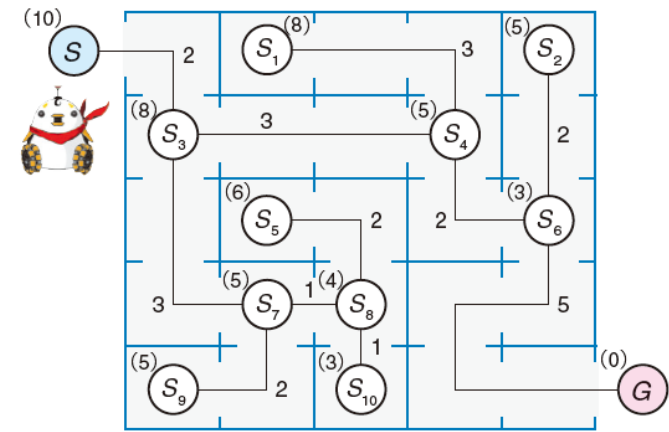 (10)
S
2
(8)
S₁
3
(5)
S₂
(8)
S₃
3
(5)
S₄
2
(6)
S₅
2
2
(3)
S₆
3
(5)
S₇
1
(4)
S₈
5
(5)
S₉
2
(3)
S₁₀
1
(0)
G